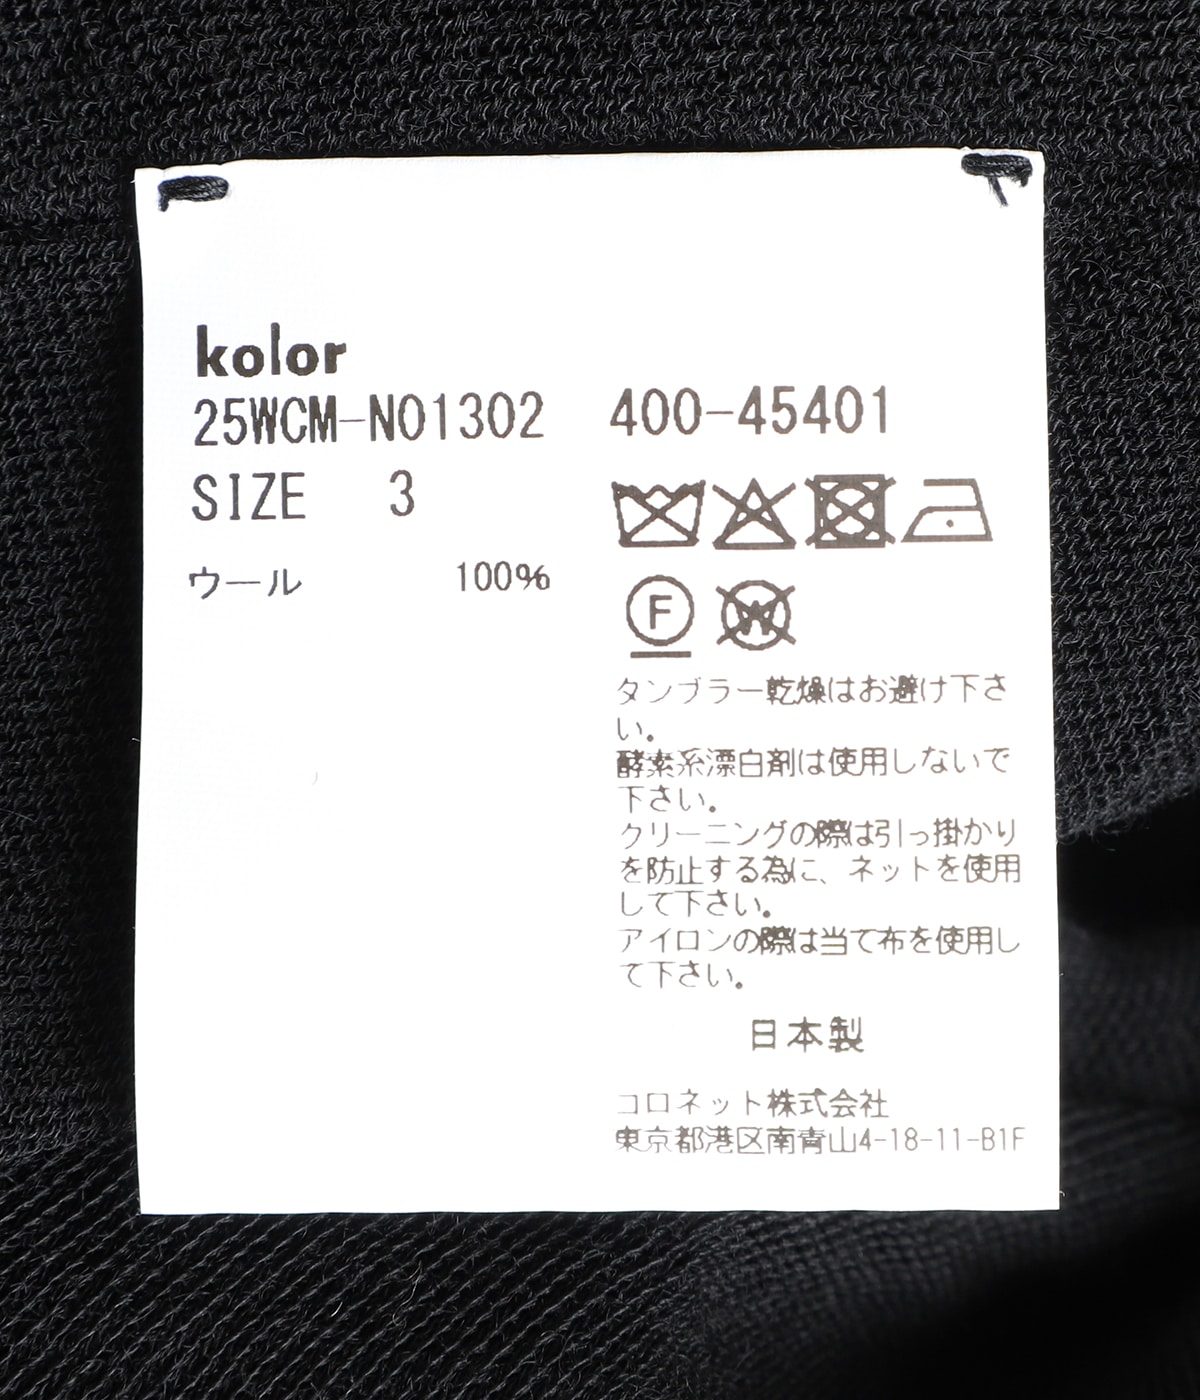 kolor
25WCM-N01302 400-45401
SIZE 3
ウール 100%
F
W
タンブラー乾燥はお避け下さ
い。
酵素系漂白剤は使用しないで
下さい。
クリーニングの際は引っ掛かり
を防止する為に、ネットを使用
して下さい。
アイロンの際は当て布を使用し
て下さい。
日本製
コロネット株式会社
東京都港区南青山4-18-11-B1F